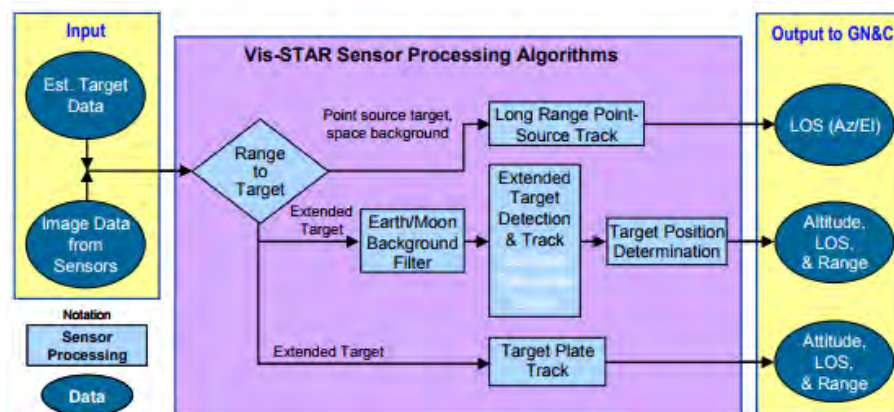 Input
Est. Target
Data
Image Data
from
Sensors
Notation
Sensor
Processing
Data
Vis-STAR Sensor Processing Algorithms
Range
to
Target
Point source target,
space background
Long Range Point-
Source Track
Extended
Target
Earth/Moon
Background
Filter
Extended
Target
Detection
& Track
Target Position
Determination
Extended Target
Target Plate
Track
Output to GN&C
LOS (Az/El)
Altitude,
LOS,
& Range
Attitude,
LOS,
& Range